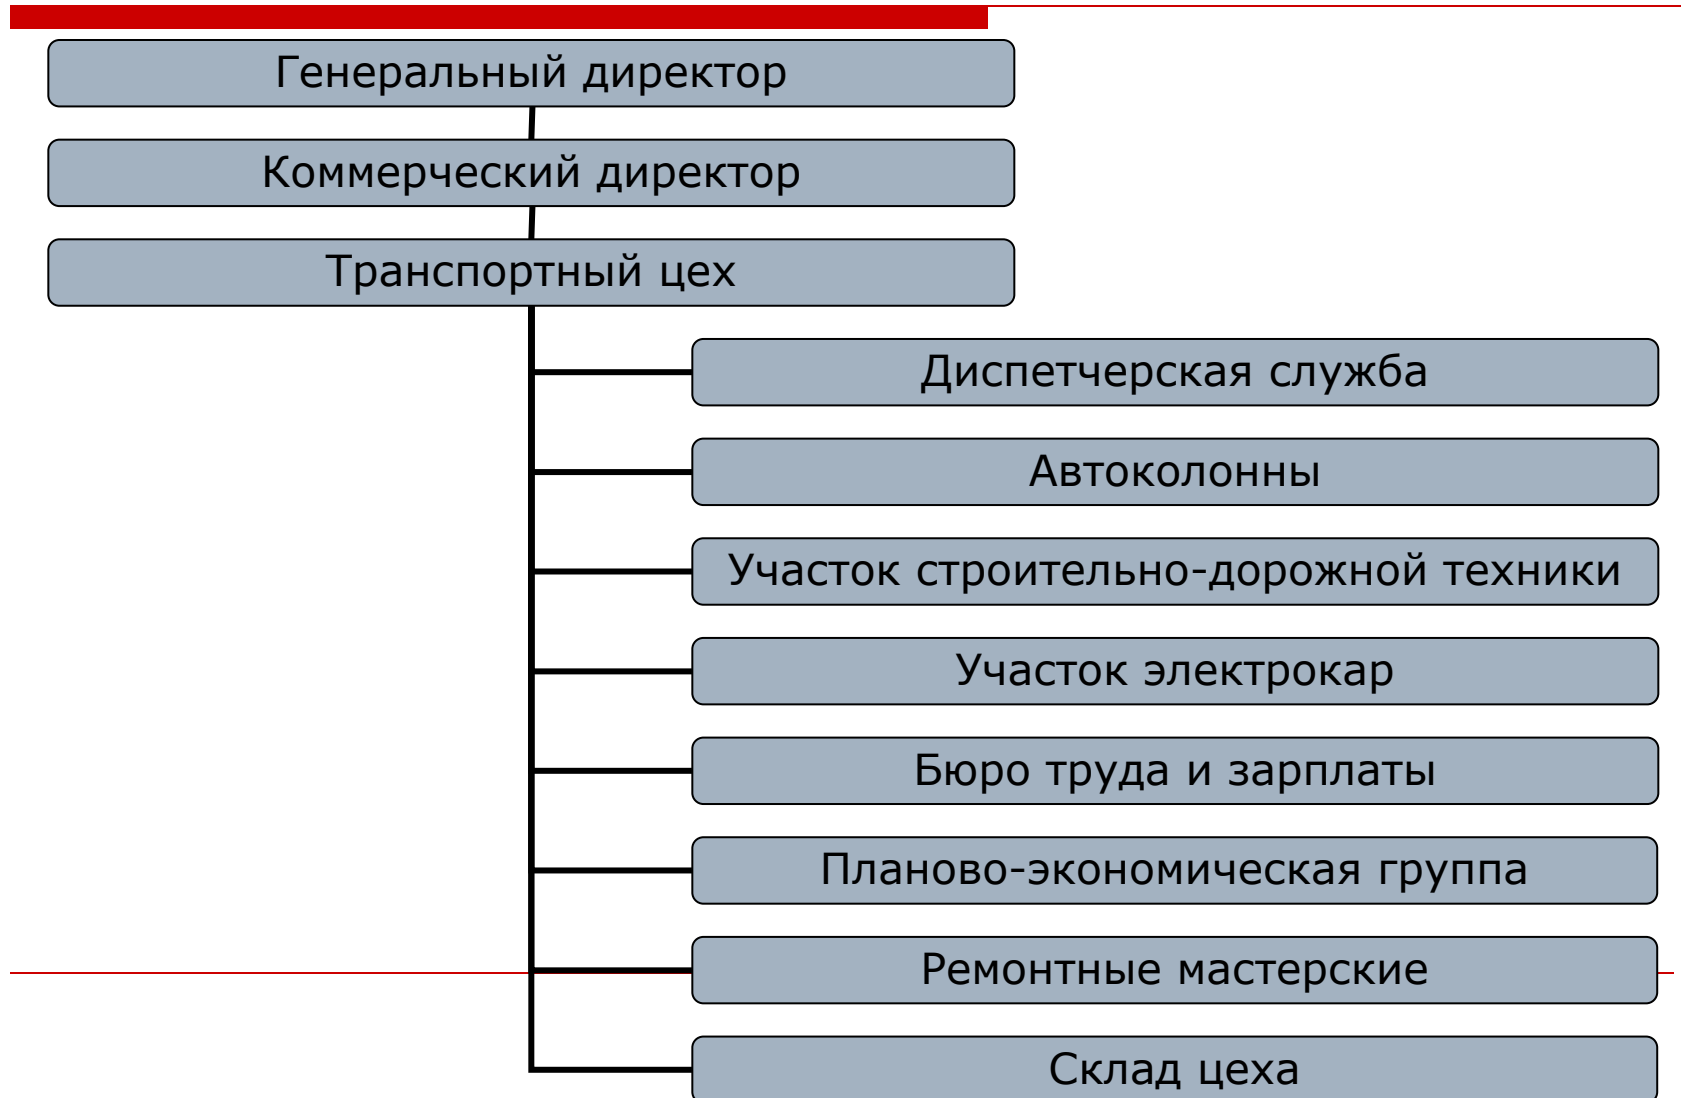 Генеральный директор
Коммерческий директор
Транспортный цех
Диспетчерская служба
Автоколонны
Участок строительно-дорожной техники
Участок электрокар
Бюро труда и зарплаты
Планово-экономическая группа
Ремонтные мастерские
Склад цеха